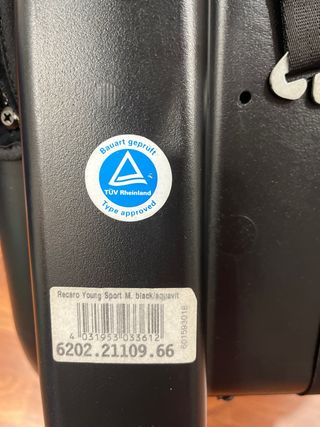 Bauart geprüft
TÜV Rheinland
Type approved
Recaro Young Sport M. black/aquavit
4 031953 033612
6202.21109.66
601593018